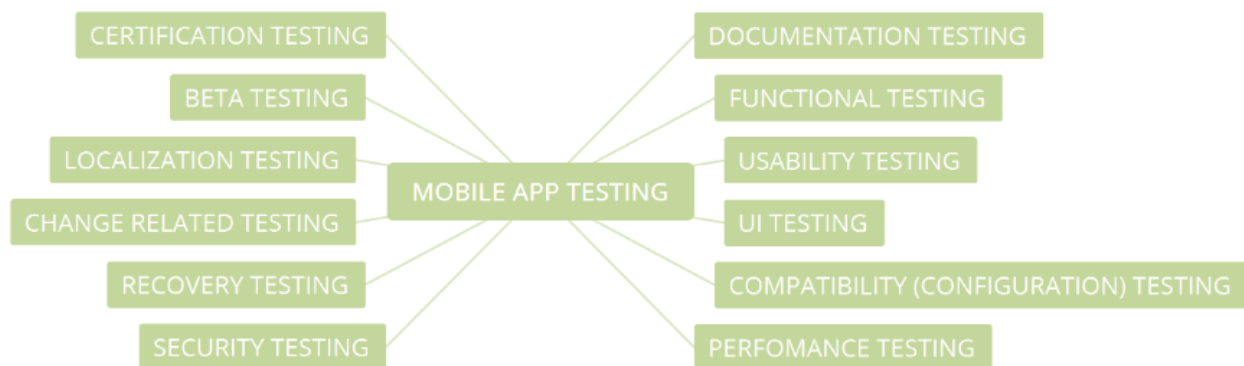 CERTIFICATION TESTING
BETA TESTING
LOCALIZATION TESTING
CHANGE RELATED TESTING
RECOVERY TESTING
SECURITY TESTING
MOBILE APP TESTING
DOCUMENTATION TESTING
FUNCTIONAL TESTING
USABILITY TESTING
UI TESTING
COMPATIBILITY (CONFIGURATION) TESTING
PERFOMANCE TESTING